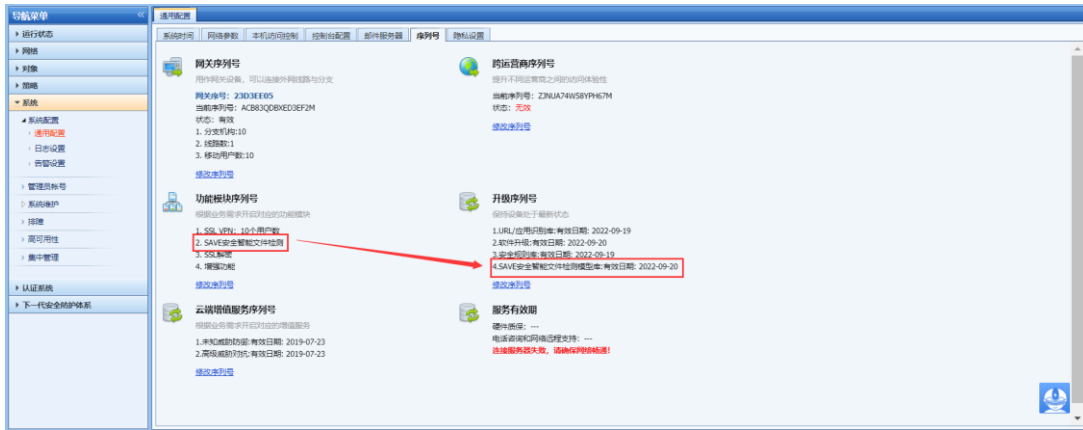 导航菜单
通用配置
运行状态
网络
对象
策略
系统
系统配置
通用配置
日志设置
告警设置
管理员帐号
系统维护
排障
高可用性
集中管理
认证系统
下一代安全防护体系
系统时间 网络参数 本机访问控制 控制台配置 邮件服务器 序列号 隐私设置
网关序列号
用作网关设备，可以连接外网线路与分支
网关序号: 23D3EE05
当前序列号: ACB83QDBXED3EF2M
状态: 有效
1. 分支机构:10
2. 线路数:1
3. 移动用户数:10
修改序列号
跨运营商序列号
提升不同运营商之间的访问体验性
当前序列号: ZJNUA74WS8YPH67M
状态: 无效
修改序列号
功能模块序列号
根据业务需求开启对应的功能模块
1. SSL VPN: 10个用户数
2. SAVE安全智能文件检测
3. SSL解密
4. 增强功能
修改序列号
升级序列号
保持设备处于最新状态
1.URL/应用识别库:有效日期: 2022-09-19
2.软件升级:有效日期: 2022-09-20
3.安全规则库:有效日期: 2022-09-19
4.SAVE安全智能文件检测模型库:有效日期: 2022-09-20
修改序列号
云端增值服务序列号
根据业务需求开启对应的增值服务
1.未知威胁防御:有效日期: 2019-07-23
2.高级威胁对抗:有效日期: 2019-07-23
修改序列号
服务有效期
硬件质保: ---
电话咨询和网络远程支持: ---
连接服务器失败，请确保网络畅通!